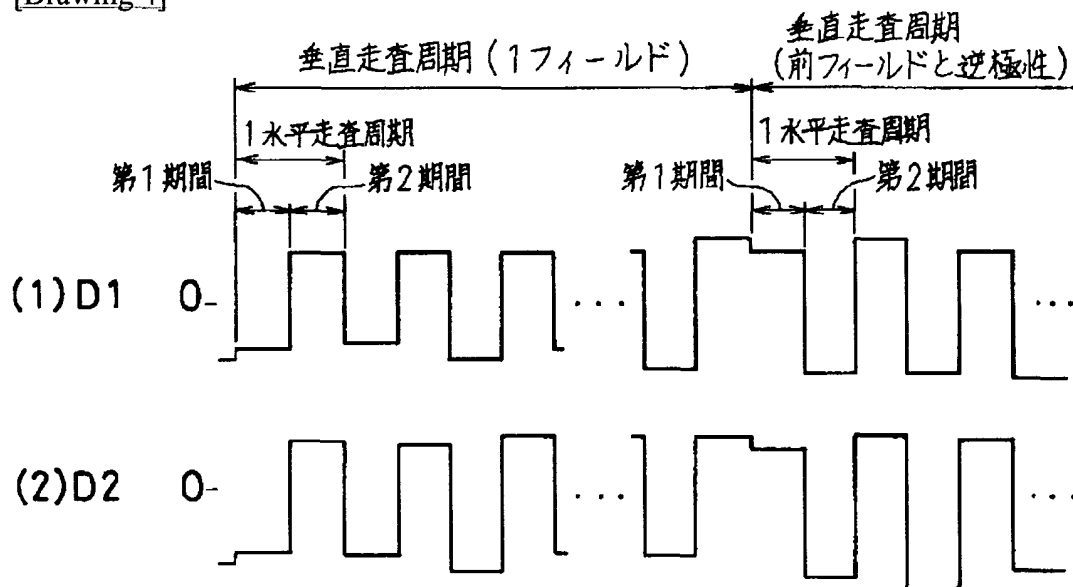 [Drawing 4]
垂直走査周期(1フィールド)
垂直走査周期
(前フィールドと逆極性)
1水平走査周期
1水平走査周期
第1期間
第2期間
第1期間
第2期間
(1)D1 0-
...
...
(2)D2 0-
...
...